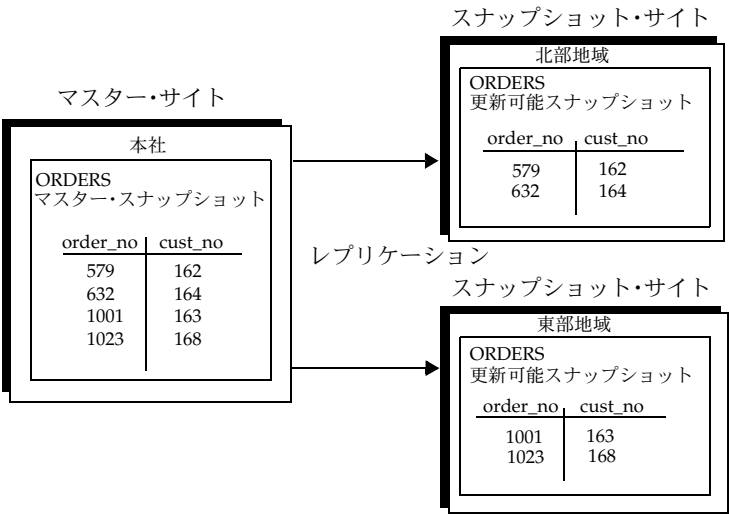 マスター・サイト
本社
ORDERS
マスター・スナップショット
order_no cust_no
579 162
632 164
1001 163
1023 168
レプリケーション
スナップショット・サイト
北部地域
ORDERS
更新可能スナップショット
order_no cust_no
579 162
632 164
スナップショット・サイト
東部地域
ORDERS
更新可能スナップショット
order_no cust_no
1001 163
1023 168